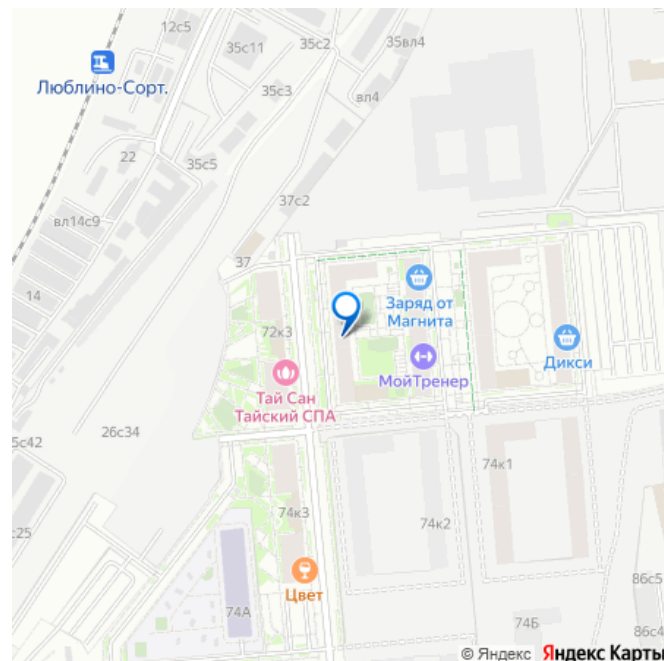 12с5
35с11
35с2
35вл4
Люблино-Сорт.
35с3
вл4
22
35с5
37с2
вл14с9
37
14
Заряд от
Магнита
72к3
Дикси
МойТренер
Тай Сан
Тайский СПА
26с34
5с42
74к1
74к3
74к2
с25
Цвет
86с5
74А
74Б
86с4
© Яндекс Яндекс Карты